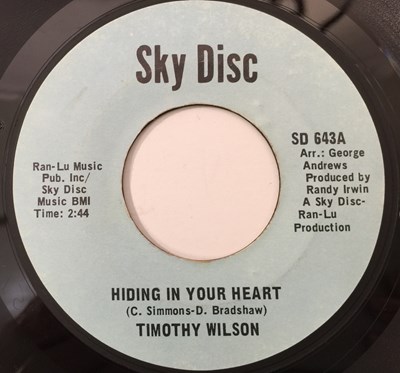 Sky Disc
Ran-Lu Music
Pub. Inc/
Sky Disc
Music BMI
Time: 2:44
SD 643A
Arr.: George
Andrews
Produced by
Randy Irwin
A Sky Disc-
Ran-Lu
Production
HIDING IN YOUR HEART
(C. Simmons-D. Bradshaw)
TIMOTHY WILSON